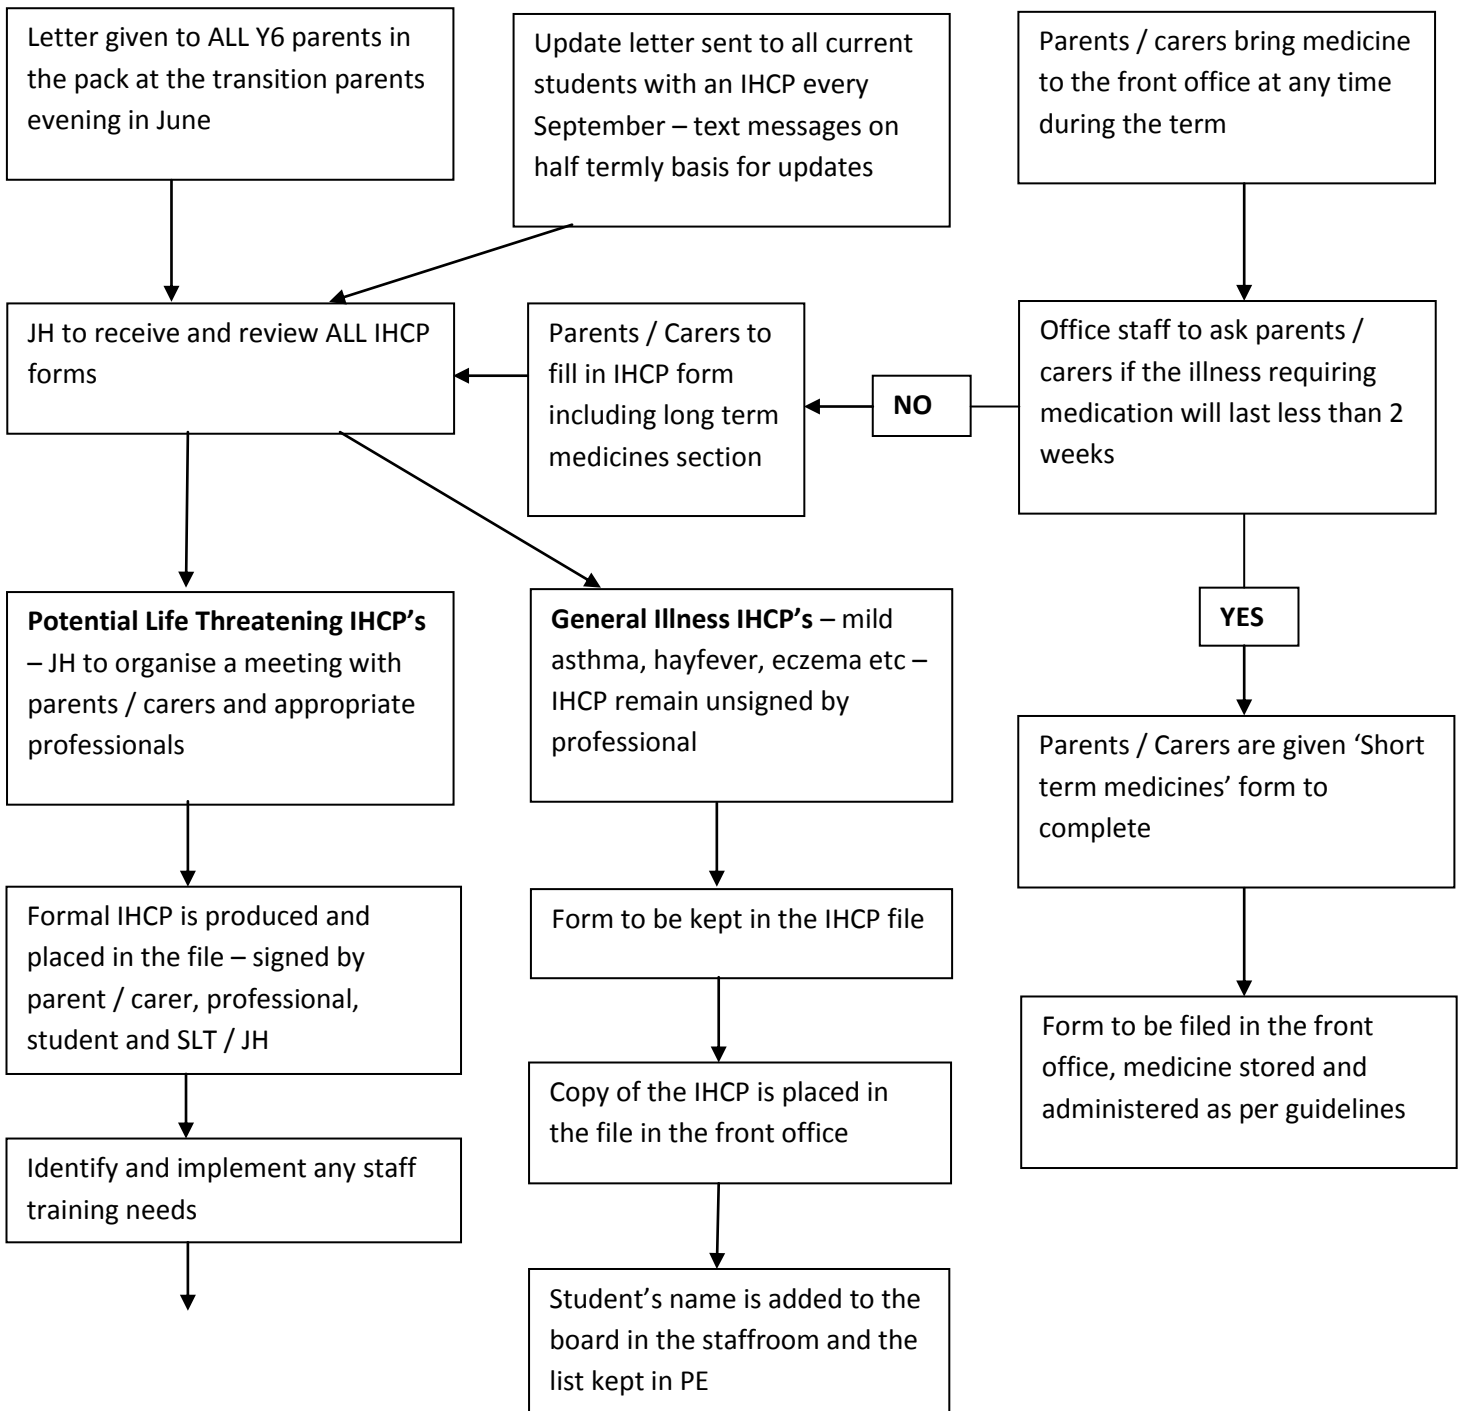 Letter given to ALL Y6 parents in
the pack at the transition parents
evening in June
Update letter sent to all current
students with an IHCP every
September – text messages on
half termly basis for updates
Parents / carers bring medicine
to the front office at any time
during the term
JH to receive and review ALL IHCP
forms
Parents / Carers to
fill in IHCP form
including long term
medicines section
NO
Office staff to ask parents /
carers if the illness requiring
medication will last less than 2
weeks
YES
Potential Life Threatening IHCP's
– JH to organise a meeting with
parents / carers and appropriate
professionals
General Illness IHCP's – mild
asthma, hayfever, eczema etc –
IHCP remain unsigned by
professional
Parents / Carers are given ‘Short
term medicines’ form to
complete
Formal IHCP is produced and
placed in the file – signed by
parent / carer, professional,
student and SLT / JH
Form to be kept in the IHCP file
Form to be filed in the front
office, medicine stored and
administered as per guidelines
Copy of the IHCP is placed in
the file in the front office
Identify and implement any staff
training needs
Student’s name is added to the
board in the staffroom and the
list kept in PE